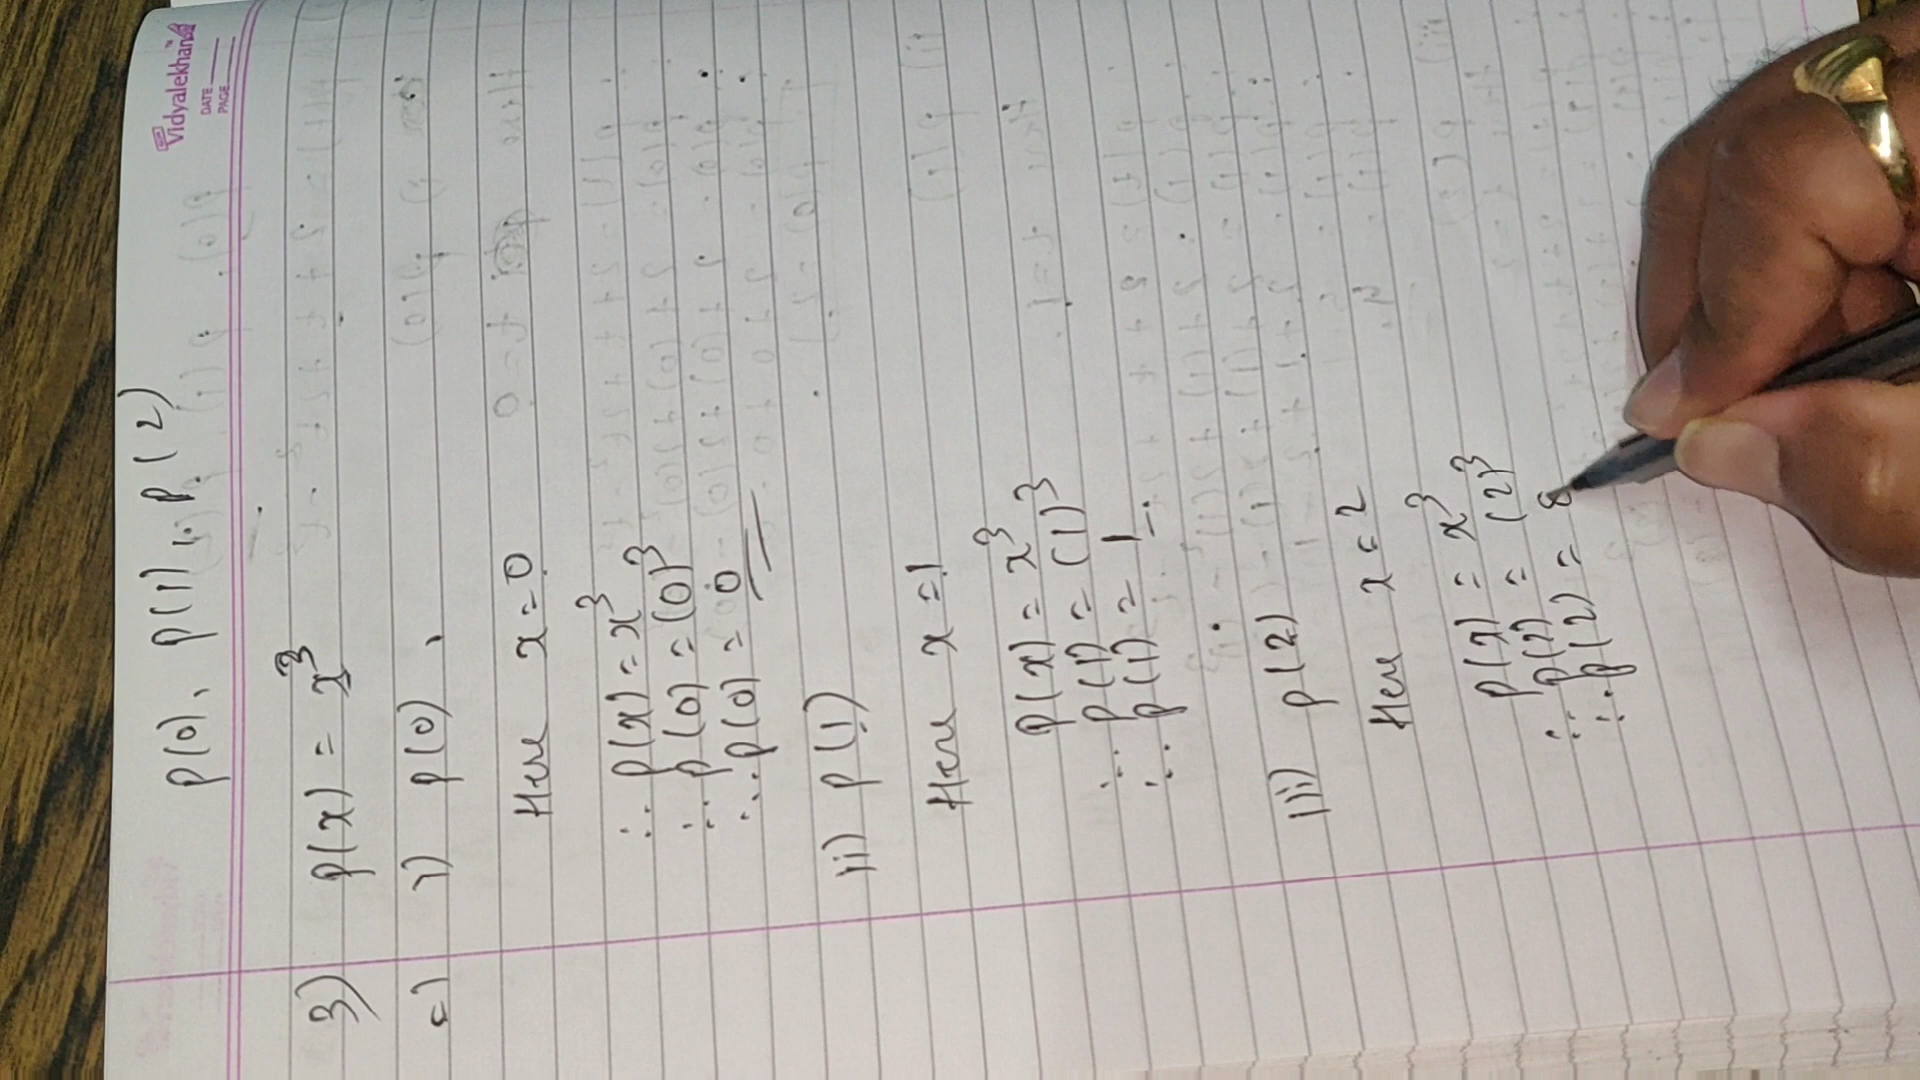 Vidyalekhan
DATE
PAGE
p(0), p(1), p(2)
3) p(x) = x³
=) i) p(0),
Here x = 0
∴ p(x) = x³
∴ p(0) = (0)³
∴ p(0) = 0
ii) p(1)
Here x = 1
p(x) = x³
∴ p(1) = (1)³
∴ p(1) = 1
iii) p(2)
Here x = 2
p(x) = x³
∴ p(2) = (2)³
∴ p(2) = 8